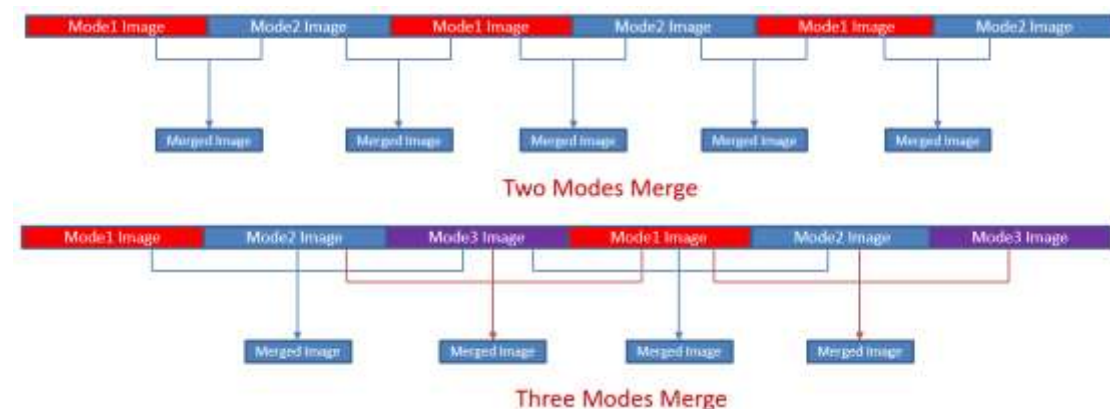 Mode1 Image Mode2 Image Mode1 Image Mode2 Image Mode1 Image Mode2 Image
Merged Image Merged Image Merged Image Merged Image Merged Image
Two Modes Merge
Mode1 Image Mode2 Image Mode3 Image Mode1 Image Mode2 Image Mode3 Image
Merged Image Merged Image Merged Image Merged Image
Three Modes Merge